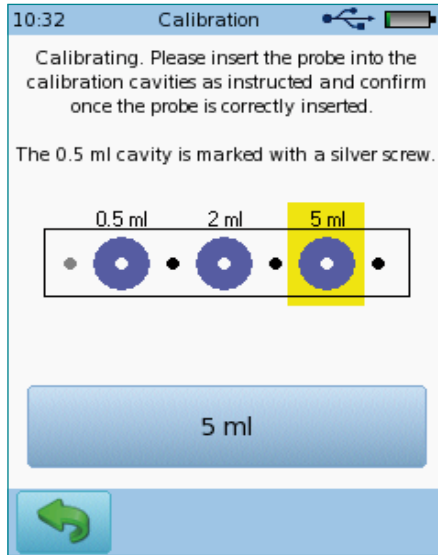 10:32 Calibration
Calibrating. Please insert the probe into the
calibration cavities as instructed and confirm
once the probe is correctly inserted.
The 0.5 ml cavity is marked with a silver screw.
0.5 ml 2 ml 5 ml
5 ml